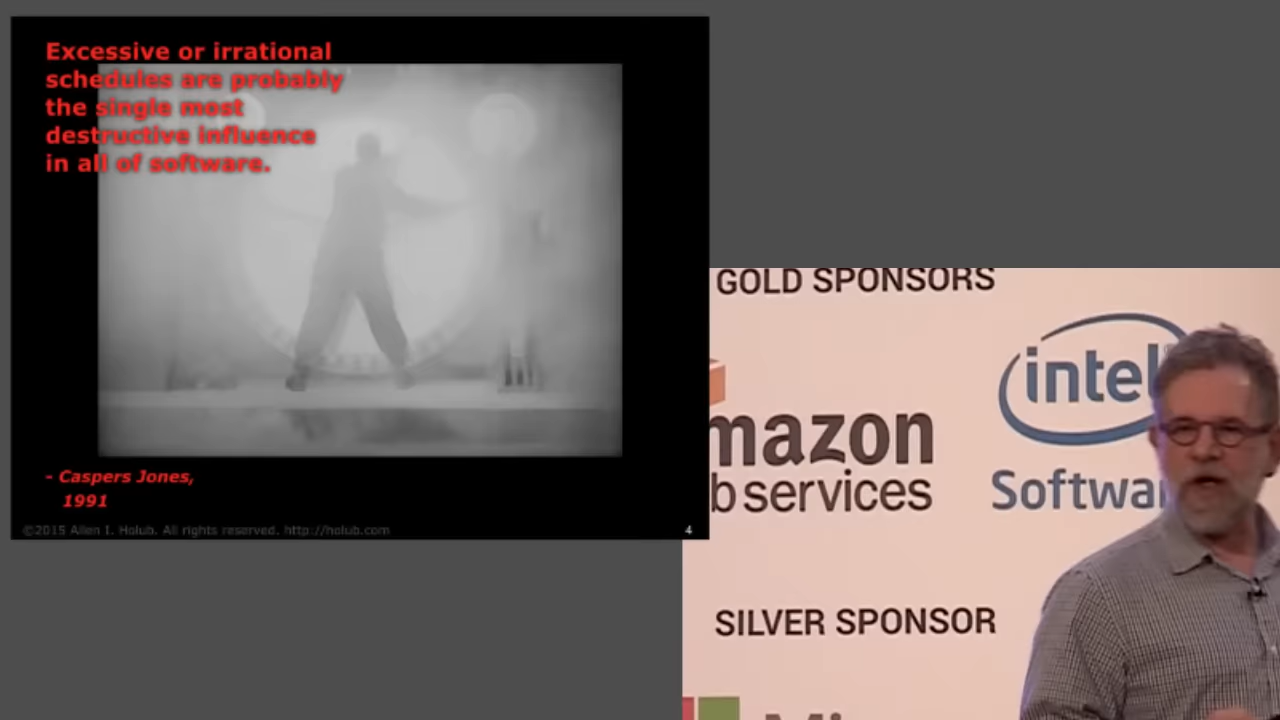 Excessive or irrational
schedules are probably
the single most
destructive influence
in all of software.
- Caspers Jones,
1991
©2015 Allen I. Holub. All rights reserved. http://holub.com
4
GOLD SPONSORS
intel
mazon
b services
Softwa
SILVER SPONSOR